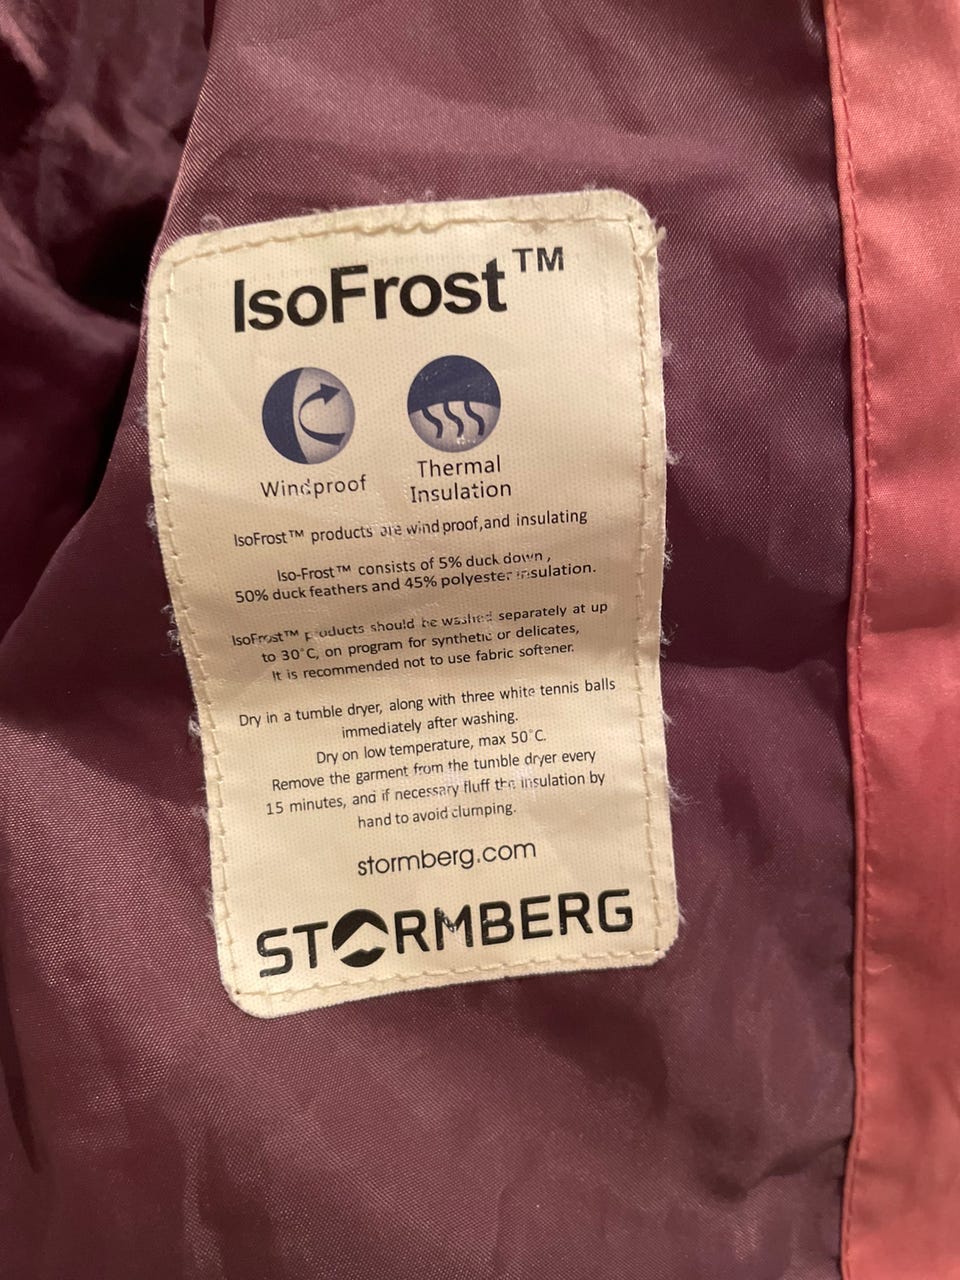 IsoFrost™
Windproof
Thermal
Insulation
IsoFrost™ products are wind proof,and insulating
Iso-Frost™ consists of 5% duck down ,
50% duck feathers and 45% polyester insulation.
IsoFrost™ products should be washed separately at up
to 30°C, on program for synthetic or delicates,
It is recommended not to use fabric softener.
Dry in a tumble dryer, along with three white tennis balls
immediately after washing.
Dry on low temperature, max 50°C.
Remove the garment from the tumble dryer every
15 minutes, and if necessary fluff the insulation by
hand to avoid clumping.
stormberg.com
STORMBERG